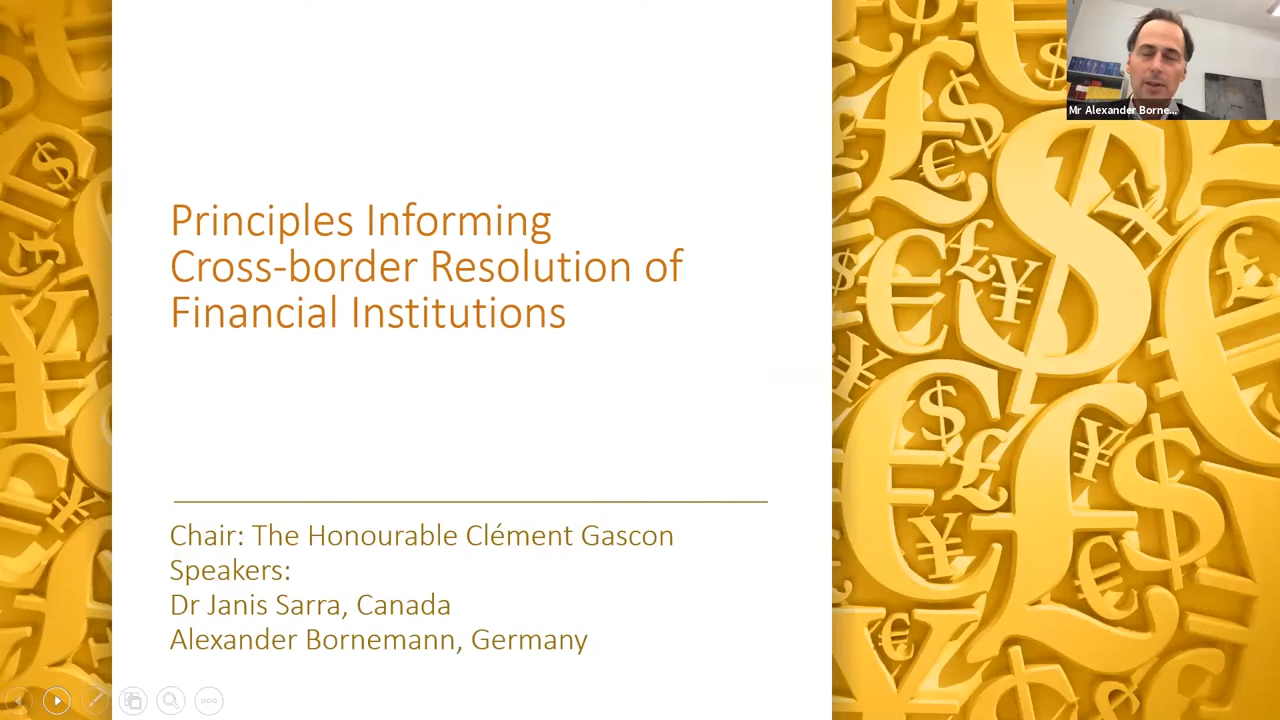 Mr Alexander Borne...
Principles Informing
Cross-border Resolution of
Financial Institutions
Chair: The Honourable Clément Gascon
Speakers:
Dr Janis Sarra, Canada
Alexander Bornemann, Germany